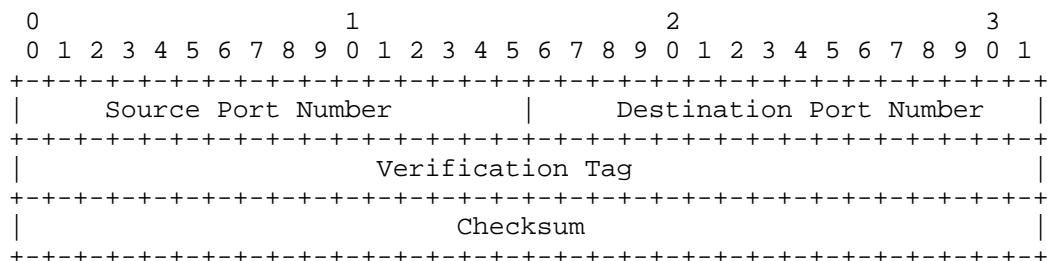 0                   1                   2                   3
 0 1 2 3 4 5 6 7 8 9 0 1 2 3 4 5 6 7 8 9 0 1 2 3 4 5 6 7 8 9 0 1
+-+-+-+-+-+-+-+-+-+-+-+-+-+-+-+-+-+-+-+-+-+-+-+-+-+-+-+-+-+-+-+-+
|     Source Port Number        |     Destination Port Number   |
+-+-+-+-+-+-+-+-+-+-+-+-+-+-+-+-+-+-+-+-+-+-+-+-+-+-+-+-+-+-+-+-+
|                      Verification Tag                         |
+-+-+-+-+-+-+-+-+-+-+-+-+-+-+-+-+-+-+-+-+-+-+-+-+-+-+-+-+-+-+-+-+
|                           Checksum                            |
+-+-+-+-+-+-+-+-+-+-+-+-+-+-+-+-+-+-+-+-+-+-+-+-+-+-+-+-+-+-+-+-+